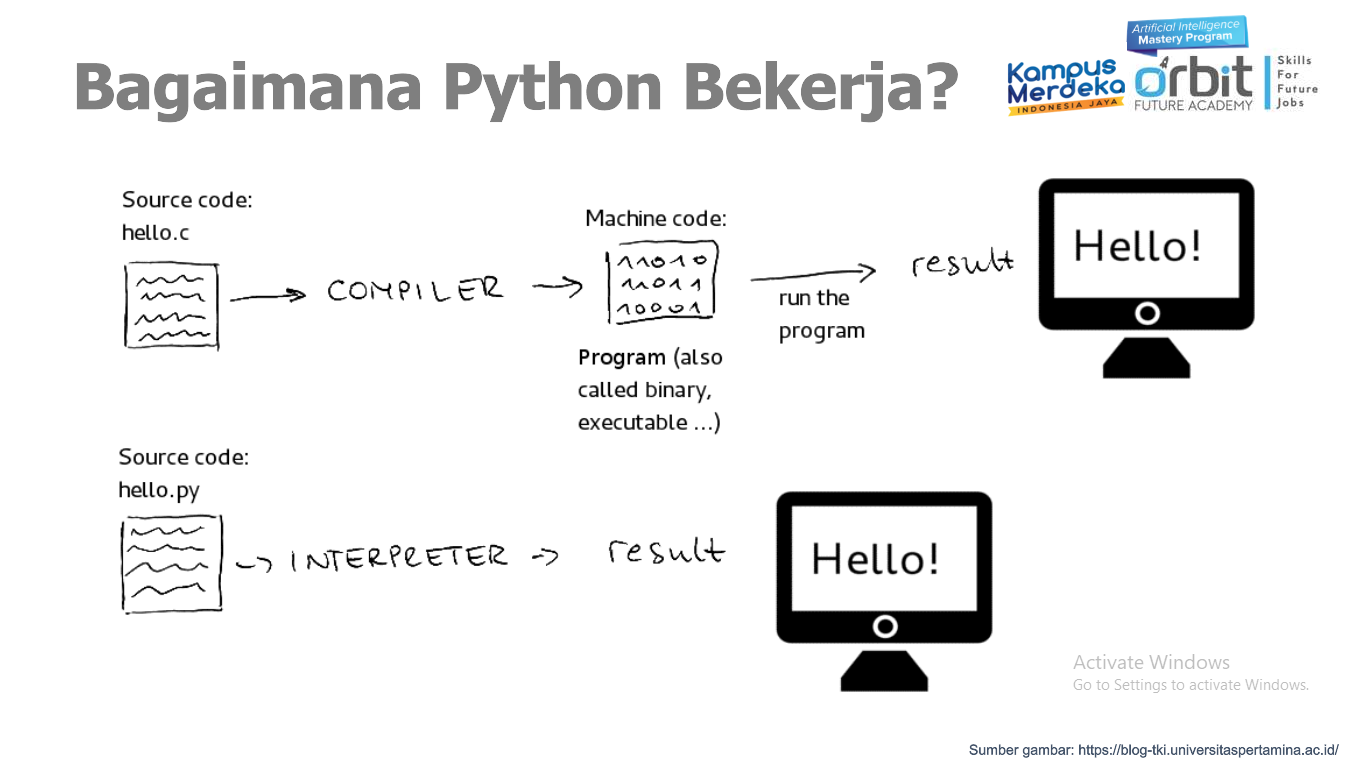 Bagaimana Python Bekerja?
Artificial Intelligence
Mastery Program
Kampus
Merdeka
INDONESIA JAYA
orbit
FUTURE ACADEMY
Skills
For
Future
Jobs
Source code:
hello.c
COMPILER
Machine code:
11010
11011
10001
Program (also
called binary,
executable ...)
run the
program
result
Hello!
Source code:
hello.py
INTERPRETER
result
Hello!
Activate Windows
Go to Settings to activate Windows.
Sumber gambar: https://blog-tki.universitaspertamina.ac.id/